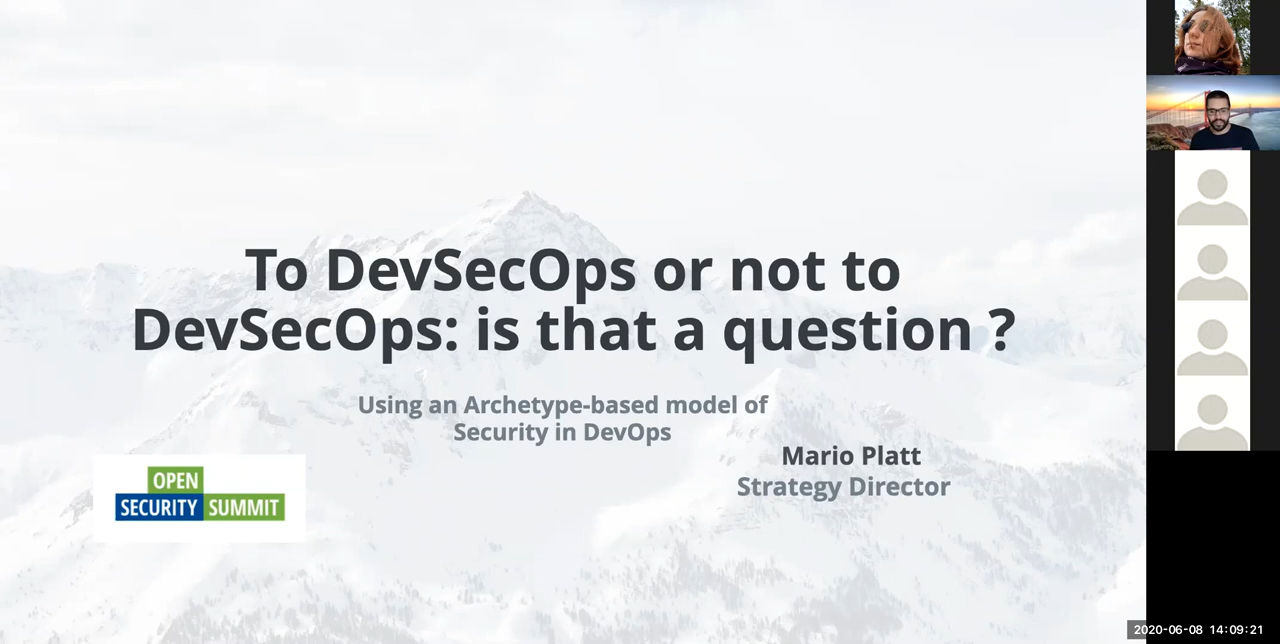 To DevSecOps or not to
DevSecOps: is that a question ?
Using an Archetype-based model of
Security in DevOps
Mario Platt
Strategy Director
OPEN
SECURITY SUMMIT
2020-06-08 14:09:21